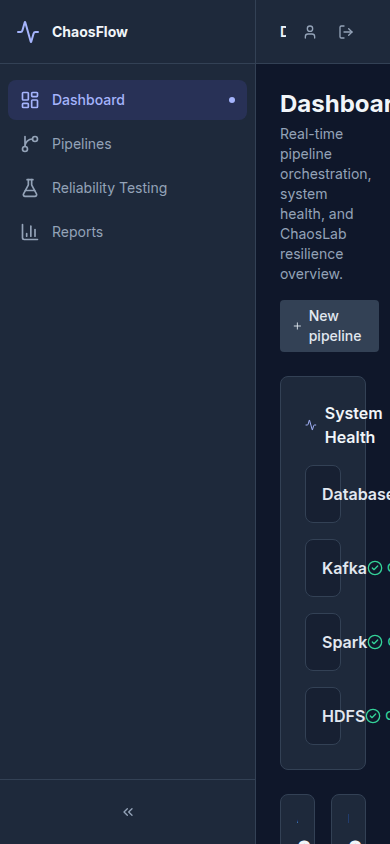 ChaosFlow
Dashboard
Pipelines
Reliability Testing
Reports
Dashboar
Real-time
pipeline
orchestration,
system
health, and
ChaosLab
resilience
overview.
New
pipeline
System
Health
Database
Kafka
Spark
HDFS